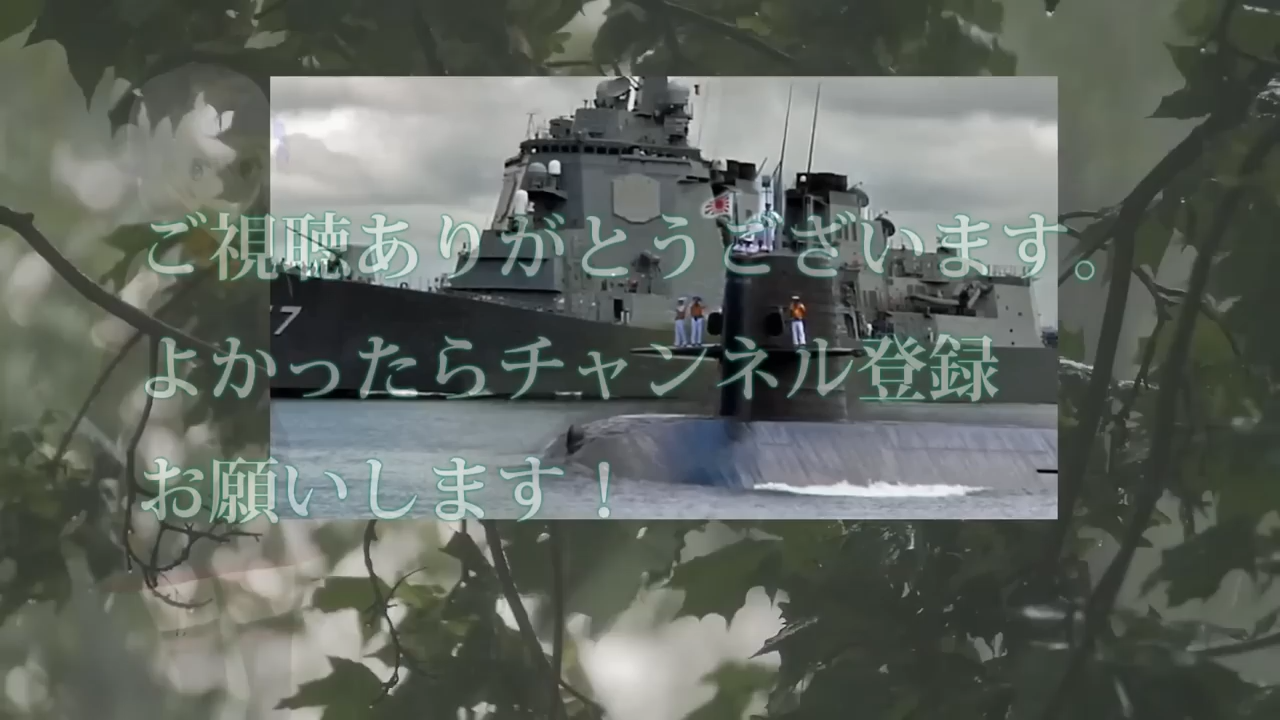 ご視聴ありがとうございます。
よかったらチャンネル登録
お願いします！
7